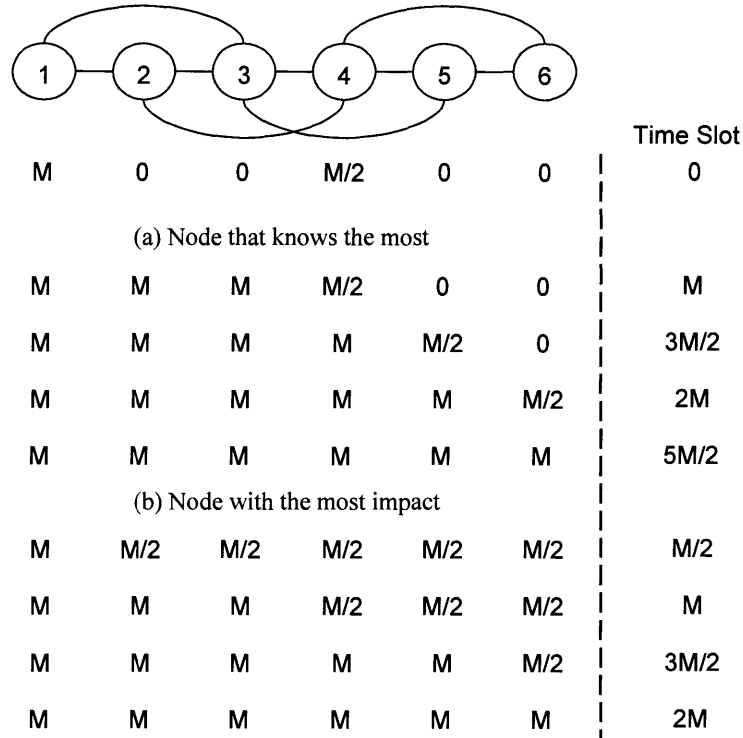 1 2 3 4 5 6
Time Slot
M 0 0 M/2 0 0 0
(a) Node that knows the most
M M M M/2 0 0 M
M M M M M/2 0 3M/2
M M M M M M/2 2M
M M M M M M 5M/2
(b) Node with the most impact
M M/2 M/2 M/2 M/2 M/2 M/2
M M M M/2 M/2 M/2 M
M M M M M M/2 3M/2
M M M M M M 2M